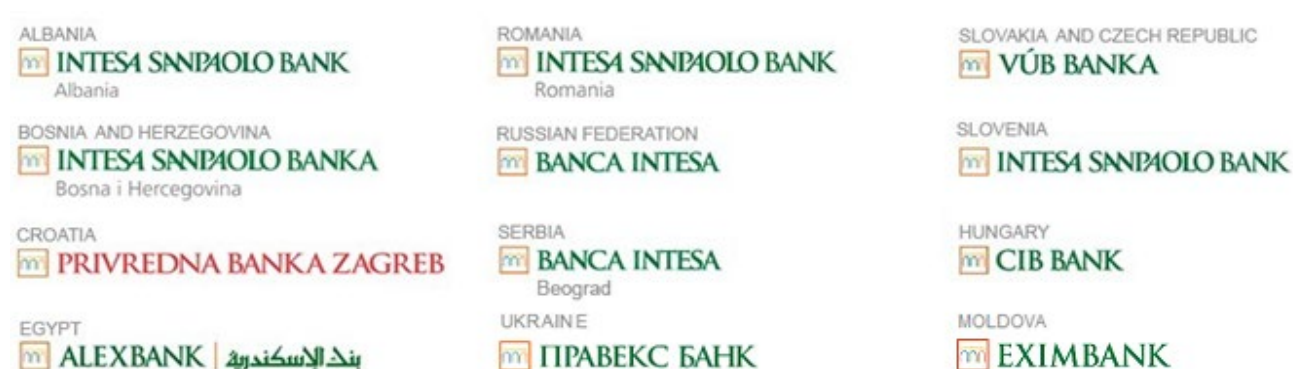 ALBANIA
INTESA SANPAOLO BANK
Albania
BOSNIA AND HERZEGOVINA
INTESA SANPAOLO BANKA
Bosna i Hercegovina
CROATIA
PRIVREDNA BANKA ZAGREB
EGYPT
ALEXBANK | بنك الإسكندرية
ROMANIA
INTESA SANPAOLO BANK
Romania
RUSSIAN FEDERATION
BANCA INTESA
SERBIA
BANCA INTESA
Beograd
UKRAINE
ПРАВЕКС БАНК
SLOVAKIA AND CZECH REPUBLIC
VÚB BANKA
SLOVENIA
INTESA SANPAOLO BANK
HUNGARY
CIB BANK
MOLDOVA
EXIMBANK